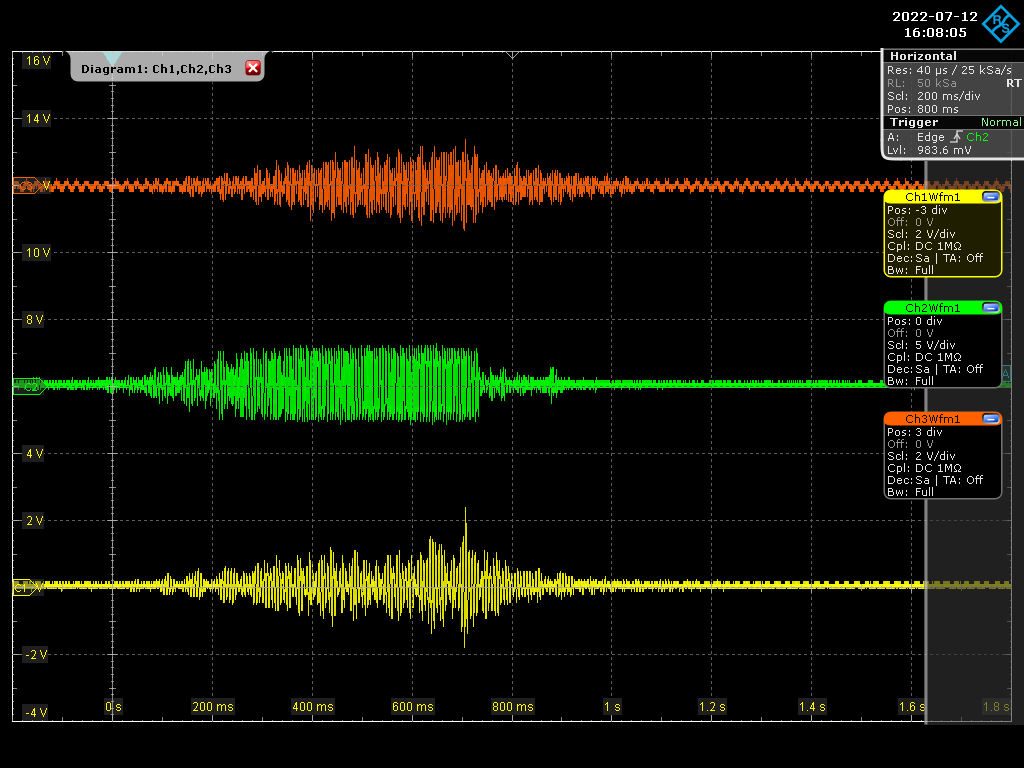 2022-07-12
16:08:05
R S
Diagram1: Ch1,Ch2,Ch3
Horizontal
Res: 40 µs / 25 kSa/s
RL: 50 kSa RT
Scl: 200 ms/div
Pos: 800 ms
Trigger Normal
A: Edge Ch2
Lvl: 983.6 mV
Ch1Wfm1
Pos: -3 div
Off: 0 V
Scl: 2 V/div
Cpl: DC 1MΩ
Dec: Sa | TA: Off
Bw: Full
Ch2Wfm1
Pos: 0 div
Off: 0 V
Scl: 5 V/div
Cpl: DC 1MΩ
Dec: Sa | TA: Off
Bw: Full
Ch3Wfm1
Pos: 3 div
Off: 0 V
Scl: 2 V/div
Cpl: DC 1MΩ
Dec: Sa | TA: Off
Bw: Full
16 V
14 V
V
10 V
8 V
4 V
2 V
C1 V
-2 V
-4 V
0 s
200 ms
400 ms
600 ms
800 ms
1 s
1.2 s
1.4 s
1.6 s
1.8 s